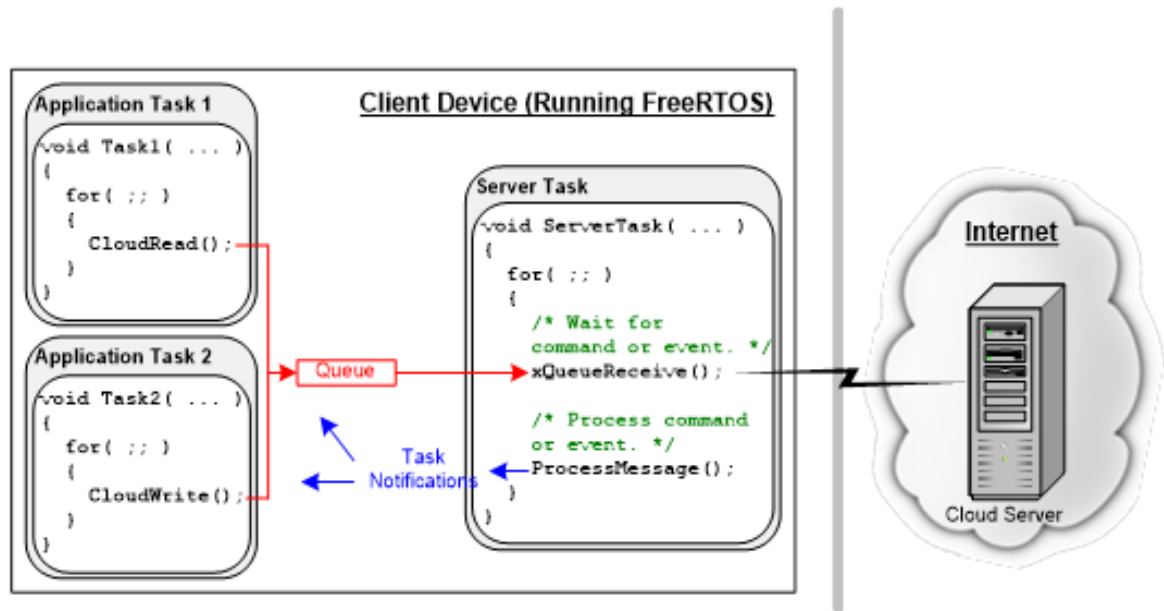 Client Device (Running FreeRTOS)
Application Task 1
void Task1( ... )
{
for( ;; )
{
CloudRead();
}
}
Application Task 2
void Task2( ... )
{
for( ;; )
{
CloudWrite();
}
}
Queue
Task
Notifications
Server Task
void ServerTask( ... )
{
for( ;; )
{
/* Wait for
command or event. */
xQueueReceive();
/* Process command
or event. */
ProcessMessage();
}
}
Internet
Cloud Server